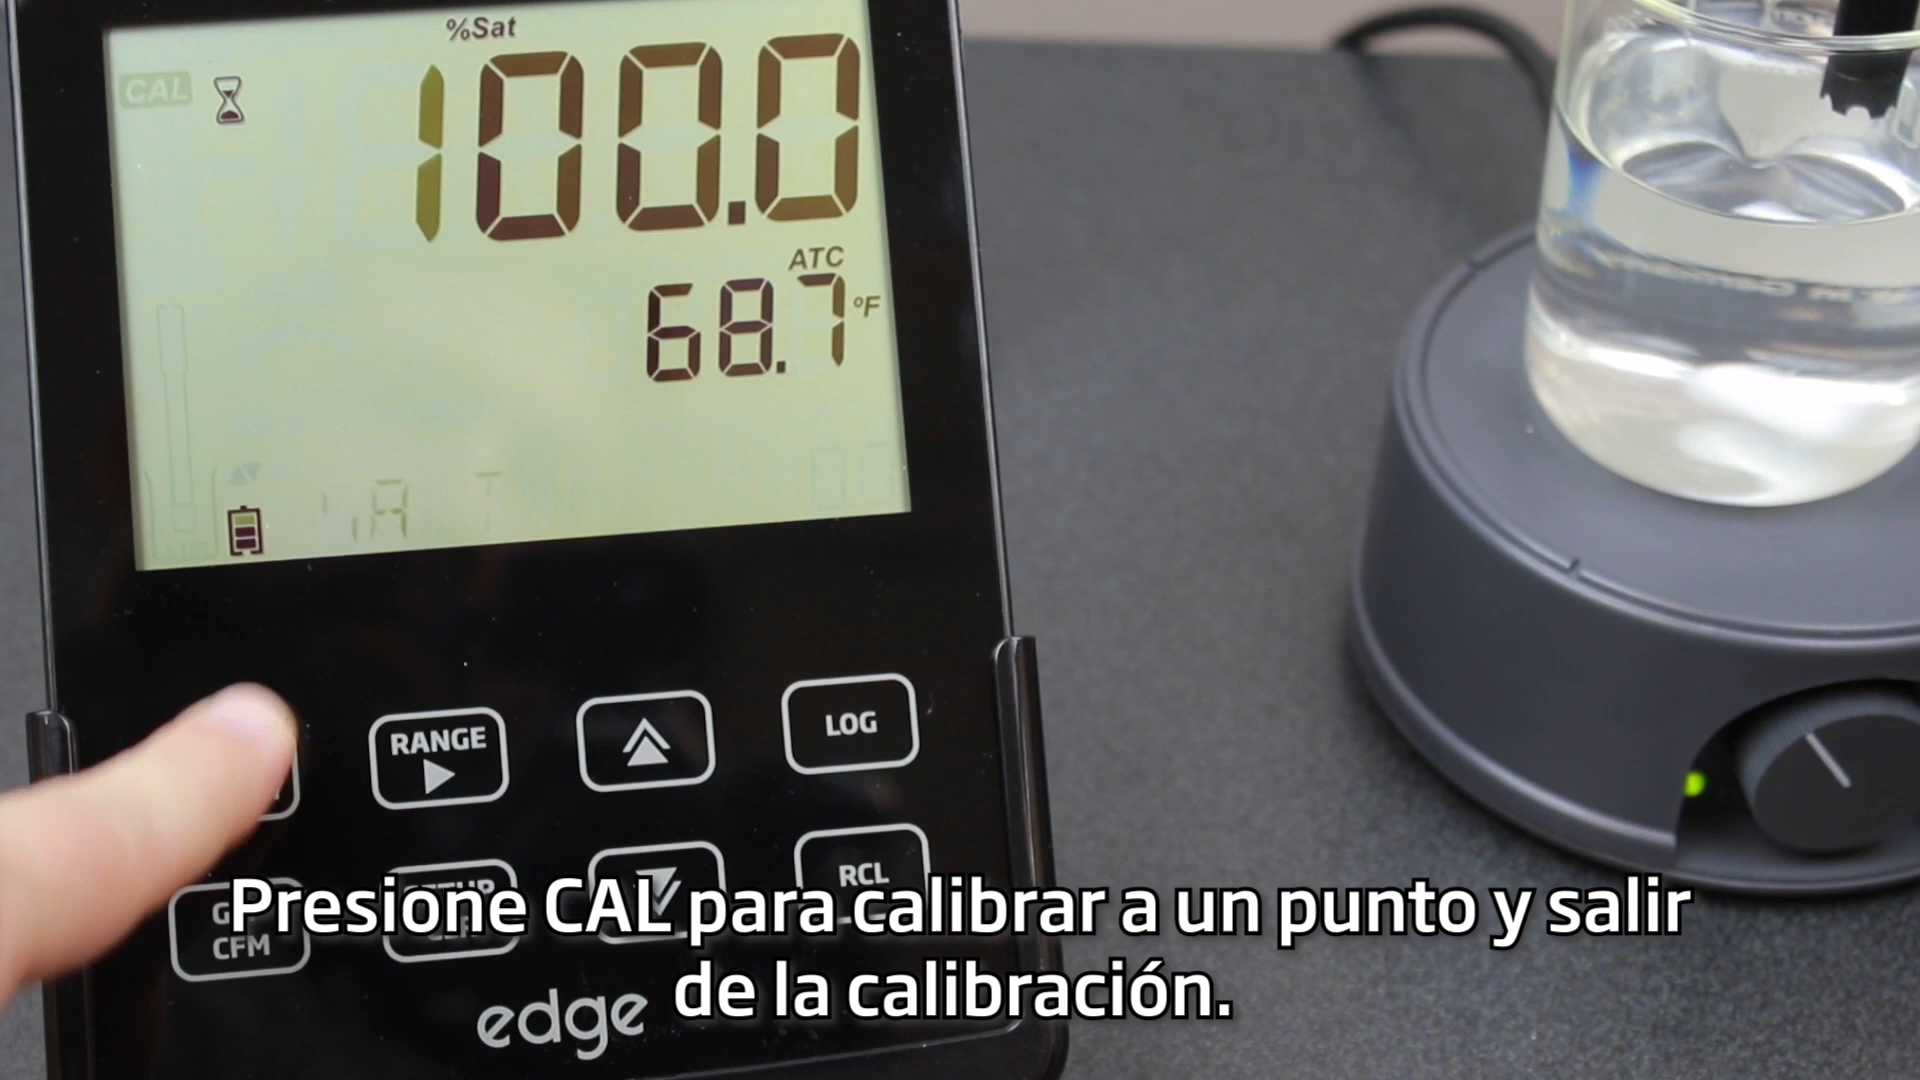 %Sat
CAL
100.0
ATC
68.7 °F
RANGE
LOG
RCL
CFM
edge
Presione CAL para calibrar a un punto y salir
de la calibración.